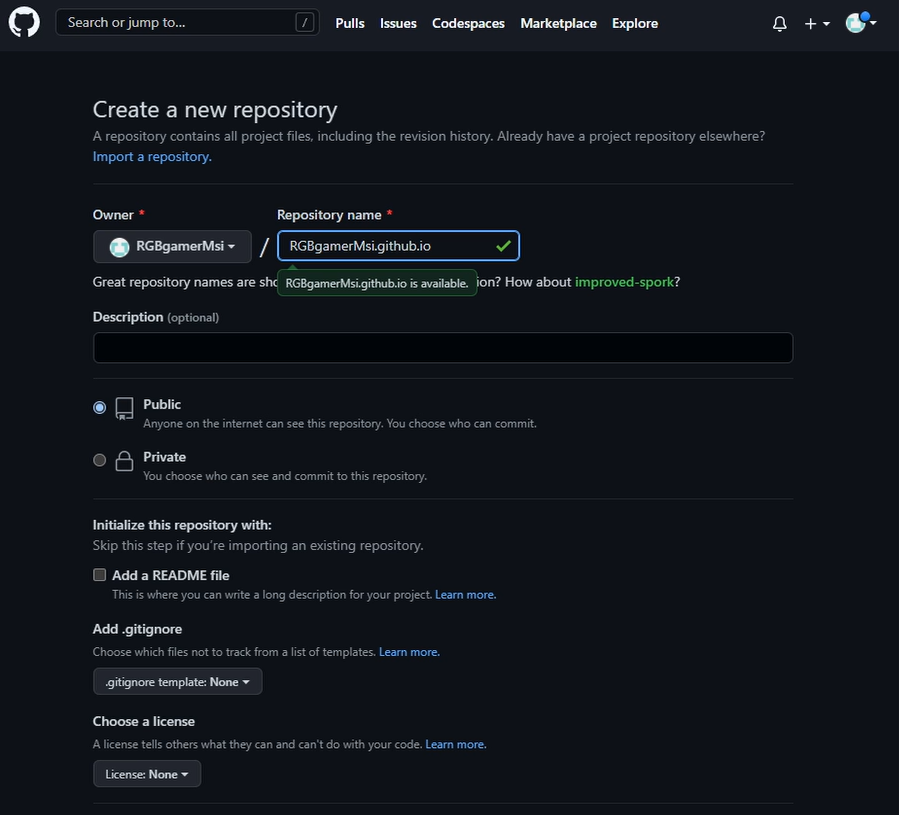 Search or jump to... /
Pulls Issues Codespaces Marketplace Explore
Create a new repository
A repository contains all project files, including the revision history. Already have a project repository elsewhere?
Import a repository.
Owner * Repository name *
RGBgamerMsi / RGBgamerMsi.github.io
Great repository names are sho ion? How about improved-spork?
RGBgamerMsi.github.io is available.
Description (optional)
Public
Anyone on the internet can see this repository. You choose who can commit.
Private
You choose who can see and commit to this repository.
Initialize this repository with:
Skip this step if you're importing an existing repository.
Add a README file
This is where you can write a long description for your project. Learn more.
Add .gitignore
Choose which files not to track from a list of templates. Learn more.
.gitignore template: None
Choose a license
A license tells others what they can and can't do with your code. Learn more.
License: None